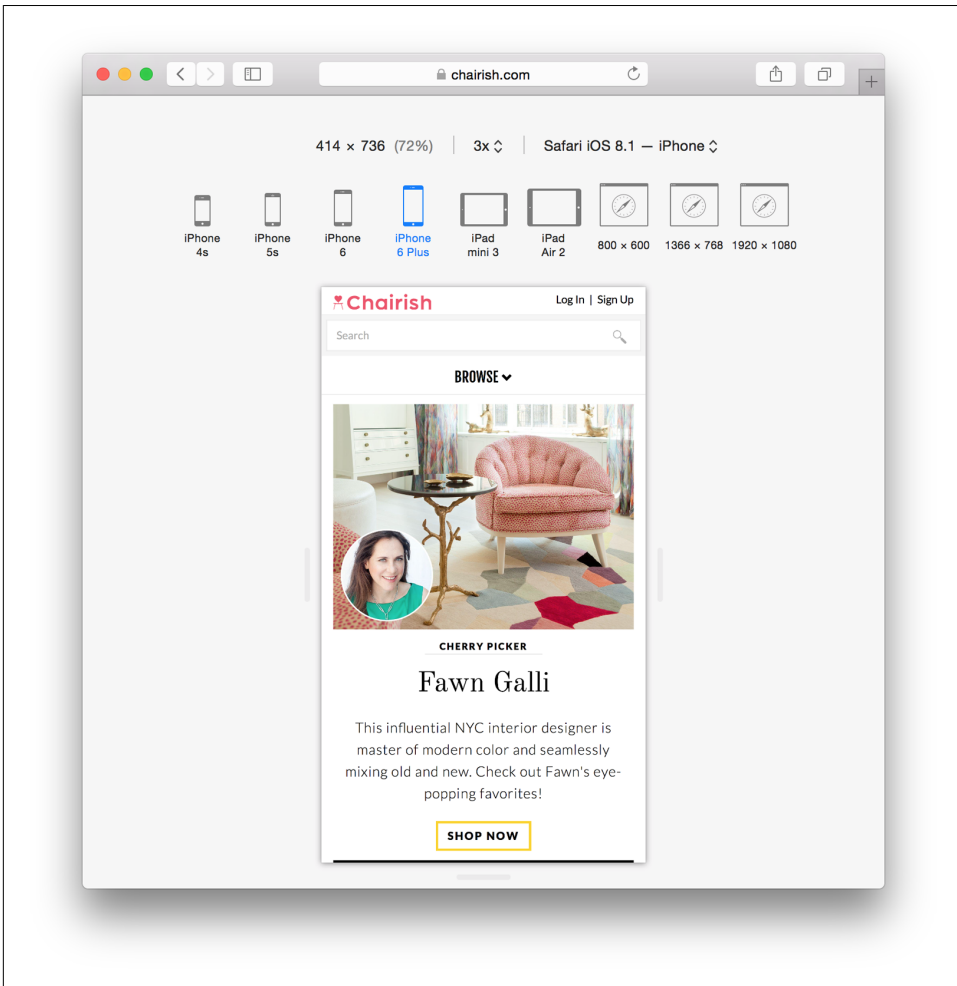 chairish.com
414 × 736 (72%) 3x Safari iOS 8.1 — iPhone
iPhone 4s
iPhone 5s
iPhone 6
iPhone 6 Plus
iPad mini 3
iPad Air 2
800 × 600
1366 × 768
1920 × 1080
Chairish
Log In | Sign Up
Search
BROWSE
CHERRY PICKER
Fawn Galli
This influential NYC interior designer is
master of modern color and seamlessly
mixing old and new. Check out Fawn's eye-
popping favorites!
SHOP NOW